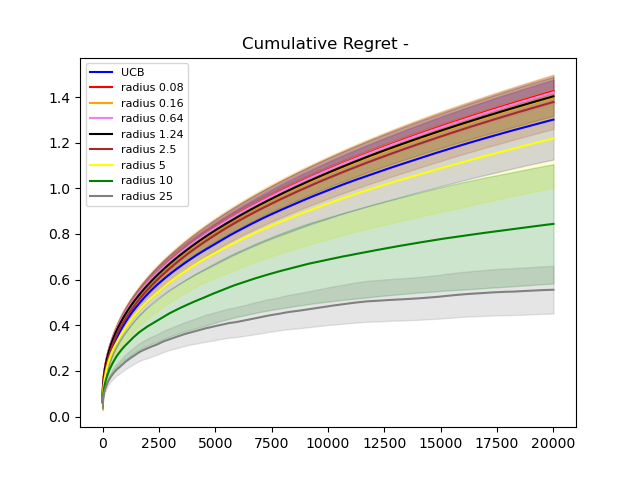 Cumulative Regret -
UCB
radius 0.08
radius 0.16
radius 0.64
radius 1.24
radius 2.5
radius 5
radius 10
radius 25
1.4
1.2
1.0
0.8
0.6
0.4
0.2
0.0
0 2500 5000 7500 10000 12500 15000 17500 20000